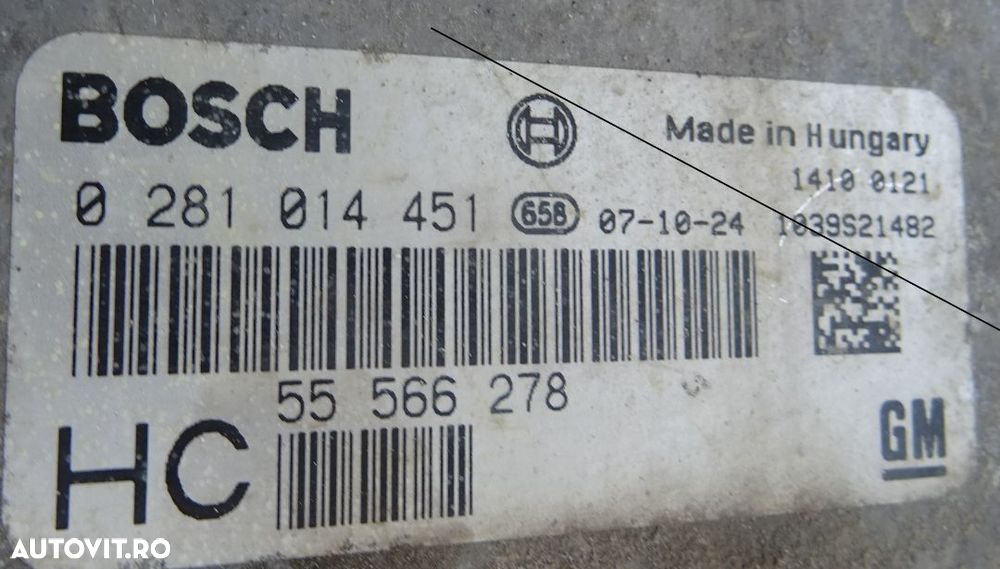 BOSCH
Made in Hungary
1410 0121
0 281 014 451 658 07-10-24 1039S21482
55 566 278
HC
GM
AUTOVIT.RO